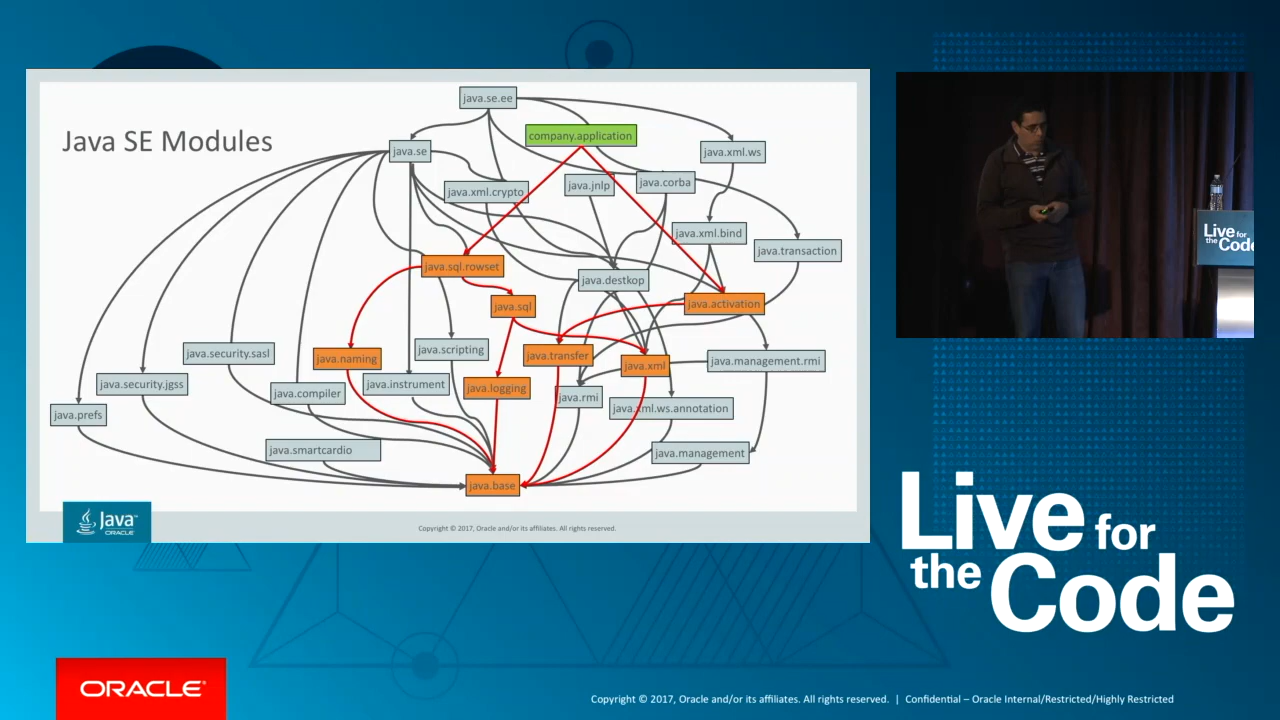 Java SE Modules
java.se.ee
company.application
java.se
java.xml.ws
java.xml.crypto
java.jnlp
java.corba
java.xml.bind
java.transaction
java.sql.rowset
java.destkop
java.sql
java.activation
java.security.sasl
java.naming
java.scripting
java.transfer
java.xml
java.management.rmi
java.security.jgss
java.compiler
java.instrument
java.logging
java.rmi
java.xml.ws.annotation
java.prefs
java.smartcardio
java.management
java.base
Java™
ORACLE
Copyright © 2017, Oracle and/or its affiliates. All rights reserved.
Live for
the Code
Live for
the Code
ORACLE®
Copyright © 2017, Oracle and/or its affiliates. All rights reserved. | Confidential – Oracle Internal/Restricted/Highly Restricted